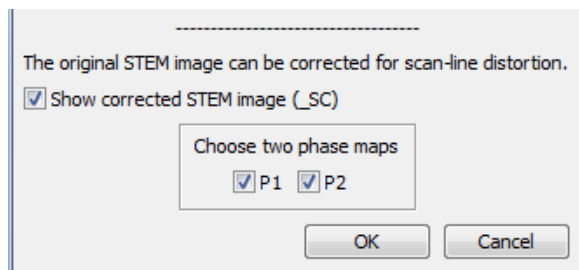 ------------------------------------
The original STEM image can be corrected for scan-line distortion.
Show corrected STEM image (_SC)
Choose two phase maps
P1 P2
OK Cancel